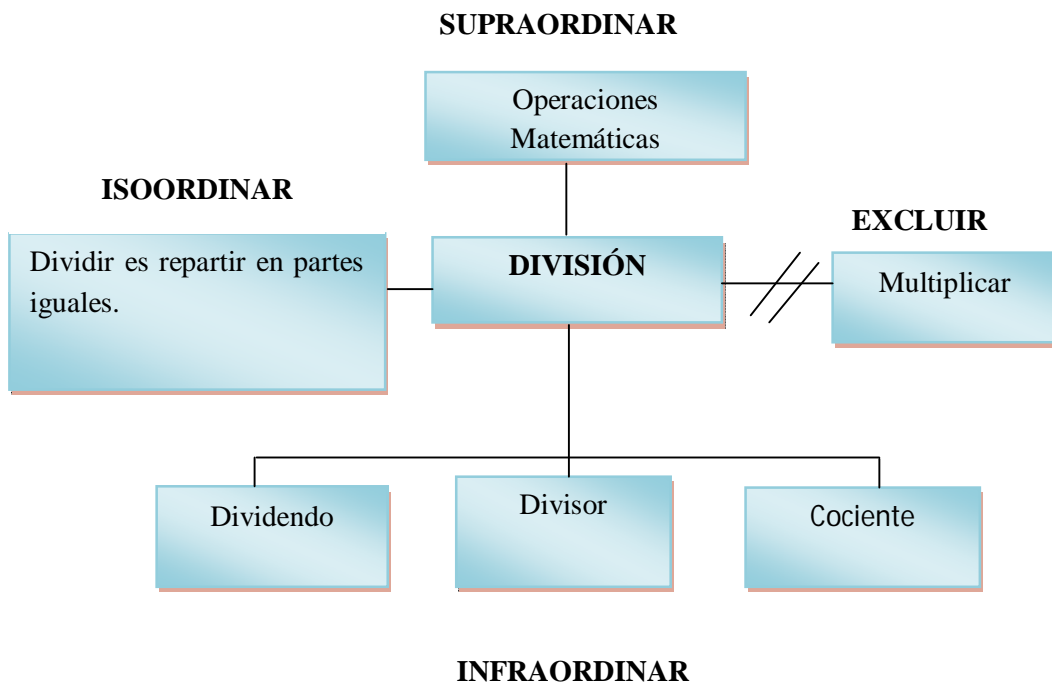 SUPRAORDINAR
Operaciones
Matemáticas
ISOORDINAR
EXCLUIR
Dividir es repartir en partes
iguales.
DIVISIÓN
Multiplicar
Dividendo
Divisor
Cociente
INFRAORDINAR